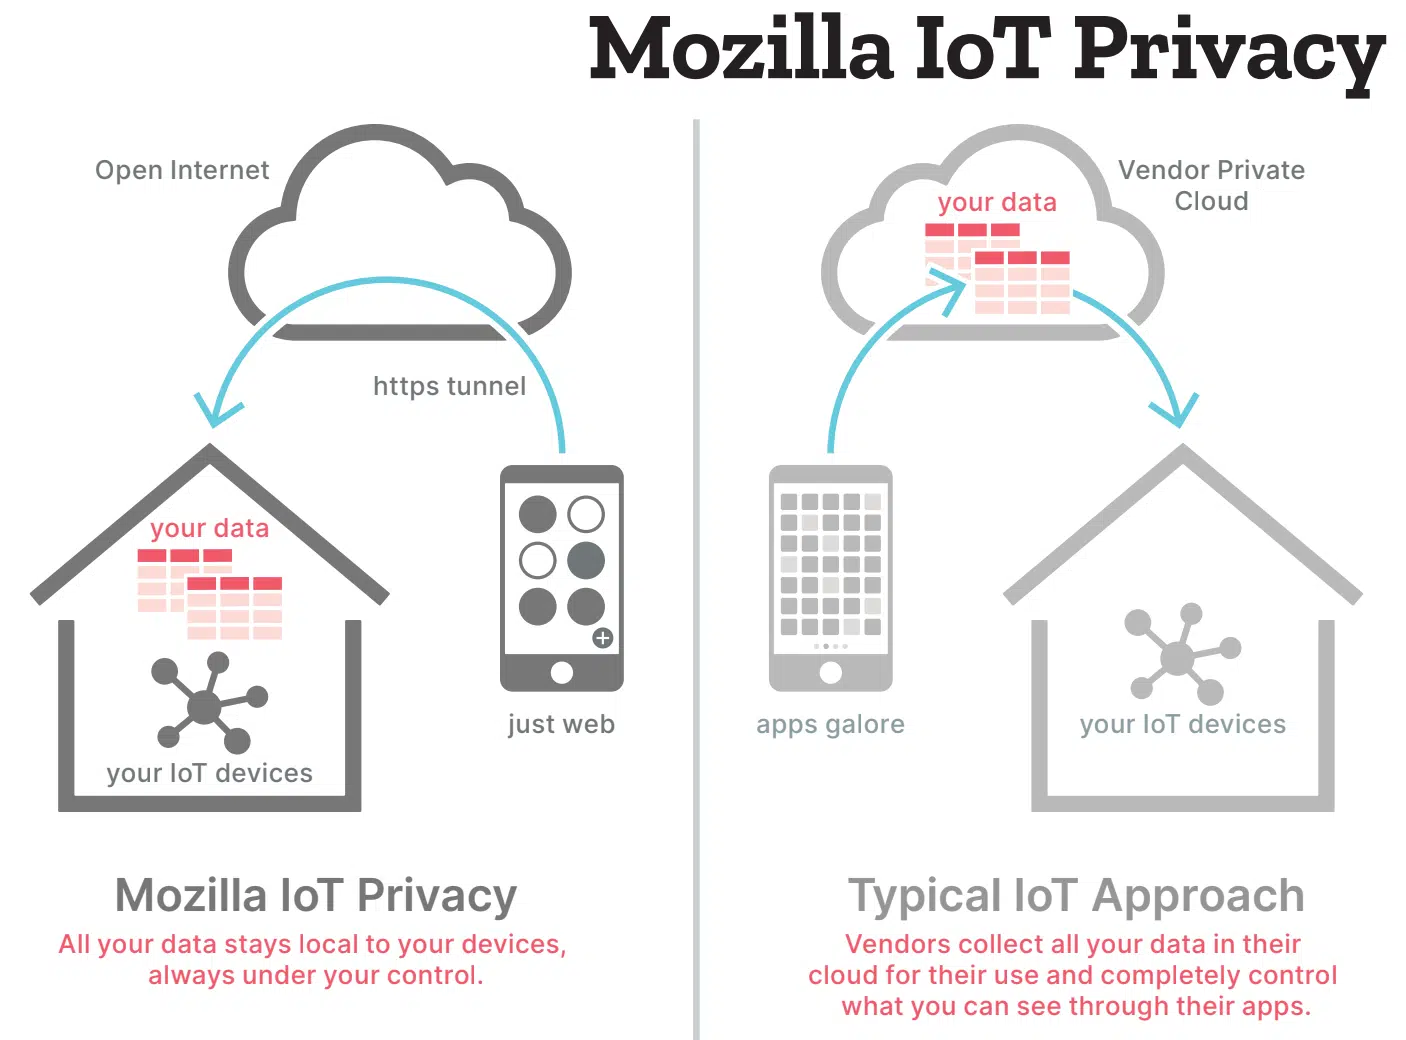 Mozilla IoT Privacy
Open Internet
https tunnel
your data
your IoT devices
just web
Mozilla IoT Privacy
All your data stays local to your devices,
always under your control.
Vendor Private
Cloud
your data
apps galore
your IoT devices
Typical IoT Approach
Vendors collect all your data in their
cloud for their use and completely control
what you can see through their apps.